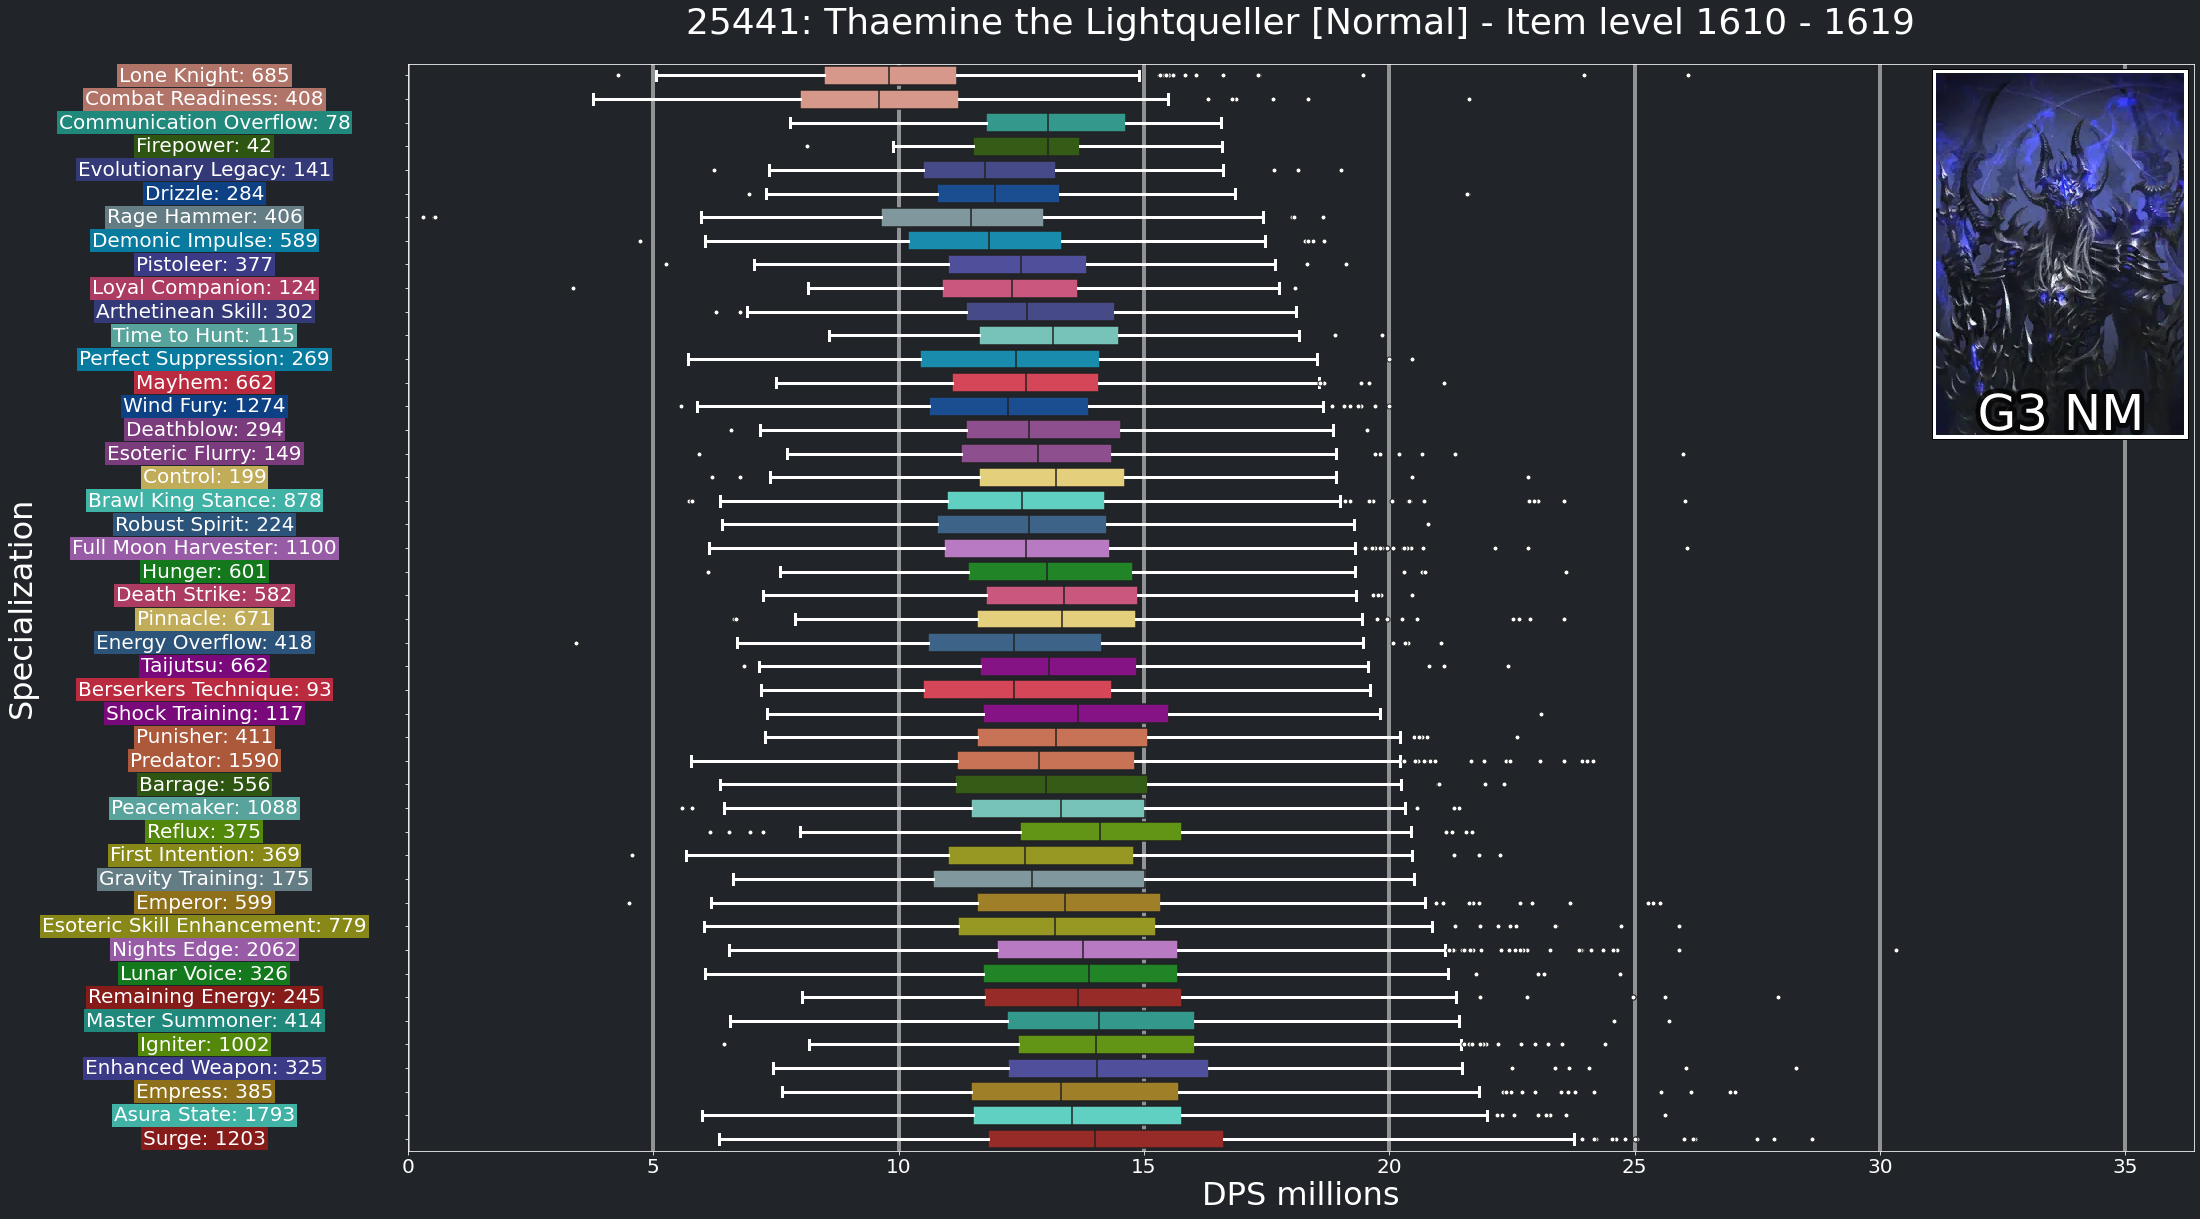 25441: Thaemine the Lightqueller [Normal] - Item level 1610 - 1619
Specialization
Lone Knight: 685
Combat Readiness: 408
Communication Overflow: 78
Firepower: 42
Evolutionary Legacy: 141
Drizzle: 284
Rage Hammer: 406
Demonic Impulse: 589
Pistoleer: 377
Loyal Companion: 124
Arthetinean Skill: 302
Time to Hunt: 115
Perfect Suppression: 269
Mayhem: 662
Wind Fury: 1274
Deathblow: 294
Esoteric Flurry: 149
Control: 199
Brawl King Stance: 878
Robust Spirit: 224
Full Moon Harvester: 1100
Hunger: 601
Death Strike: 582
Pinnacle: 671
Energy Overflow: 418
Taijutsu: 662
Berserkers Technique: 93
Shock Training: 117
Punisher: 411
Predator: 1590
Barrage: 556
Peacemaker: 1088
Reflux: 375
First Intention: 369
Gravity Training: 175
Emperor: 599
Esoteric Skill Enhancement: 779
Nights Edge: 2062
Lunar Voice: 326
Remaining Energy: 245
Master Summoner: 414
Igniter: 1002
Enhanced Weapon: 325
Empress: 385
Asura State: 1793
Surge: 1203
G3 NM
0 5 10 15 20 25 30 35
DPS millions